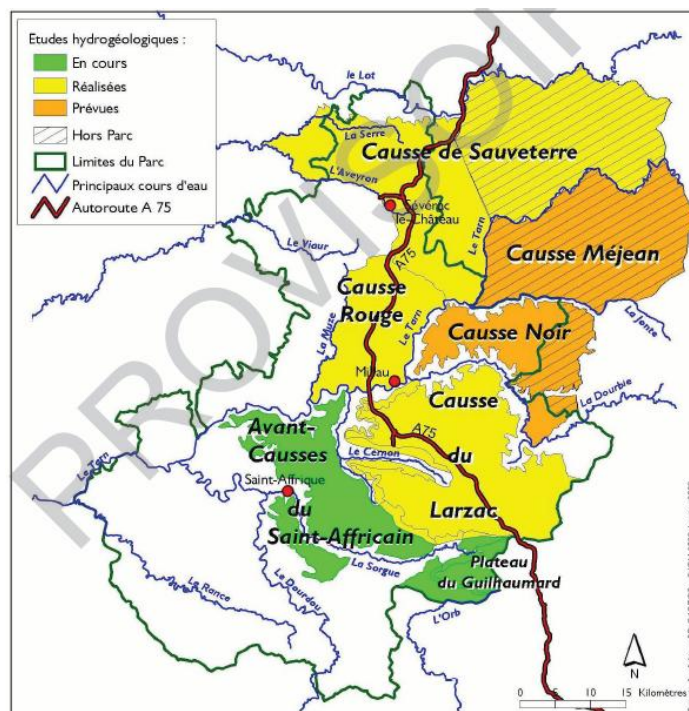 PROVISOIR
Etudes hydrogéologiques :
En cours
Réalisées
Prévues
Hors Parc
Limites du Parc
Principaux cours d'eau
Autoroute A 75
le Lot
La Serre
Causse de Sauveterre
L'Aveyron
Sévérac
le-Château
Le Tarn
Le Viaur
A75
Causse Méjean
Causse
Rouge
La Muze
Le Tarn
Causse Noir
La Jonte
Millau
La Dourbie
Causse
du
Larzac
A75
Le Cernon
Avant-
Causses
Saint-Affrique
du
Saint-Affricain
Le Tarn
La Sorgue
Plateau
du Guilhaumard
Le Dourdou
La Rance
L'Orb
N
0 5 10 15 Kilomètres